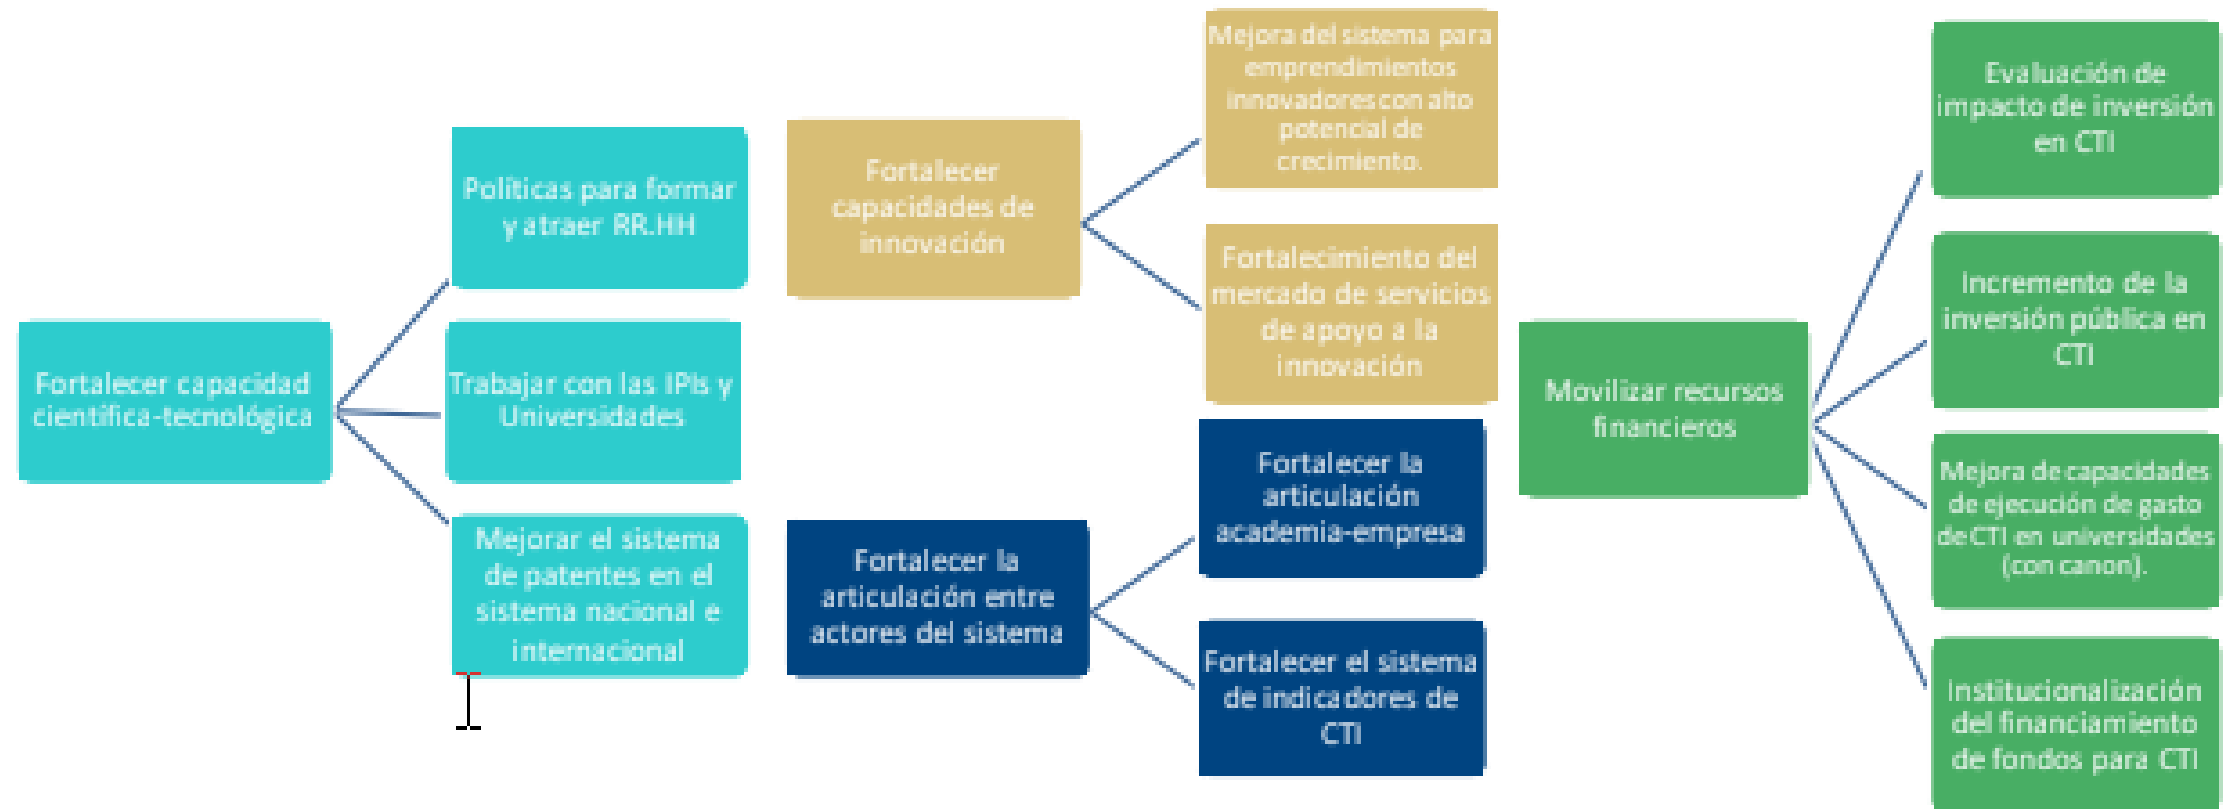 Fortalecer capacidad
científica-tecnológica
Políticas para formar
y atraer RR.HH
Trabajar con las IPIs y
Universidades
Mejorar el sistema
de patentes en el
sistema nacional e
internacional
Fortalecer
capacidades de
innovación
Mejora del sistema para
emprendimientos
innovadores con alto
potencial de
crecimiento.
Fortalecimiento del
mercado de servicios
de apoyo a la
innovación
Fortalecer la
articulación entre
actores del sistema
Fortalecer la
articulación
academia-empresa
Fortalecer el sistema
de indicadores de
CTI
Movilizar recursos
financieros
Evaluación de
impacto de inversión
en CTI
Incremento de la
inversión pública en
CTI
Mejora de capacidades
de ejecución de gasto
de CTI en universidades
(con canon).
Institucionalización
del financiamiento
de fondos para CTI